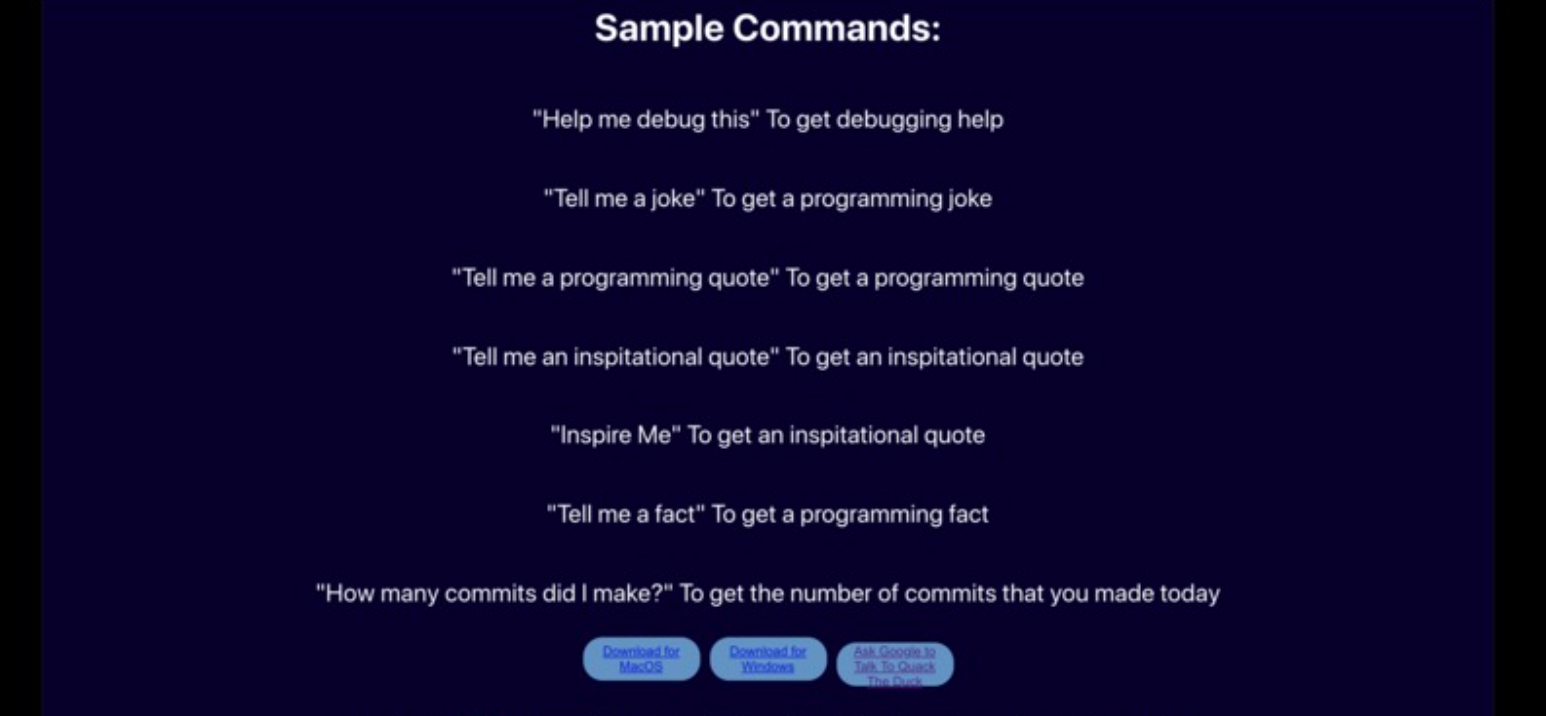 Sample Commands:
"Help me debug this" To get debugging help
"Tell me a joke" To get a programming joke
"Tell me a programming quote" To get a programming quote
"Tell me an inspitational quote" To get an inspitational quote
"Inspire Me" To get an inspitational quote
"Tell me a fact" To get a programming fact
"How many commits did I make?" To get the number of commits that you made today
Download for
MacOS
Download for
Windows
Ask Google to
Talk To Quack
The Duck